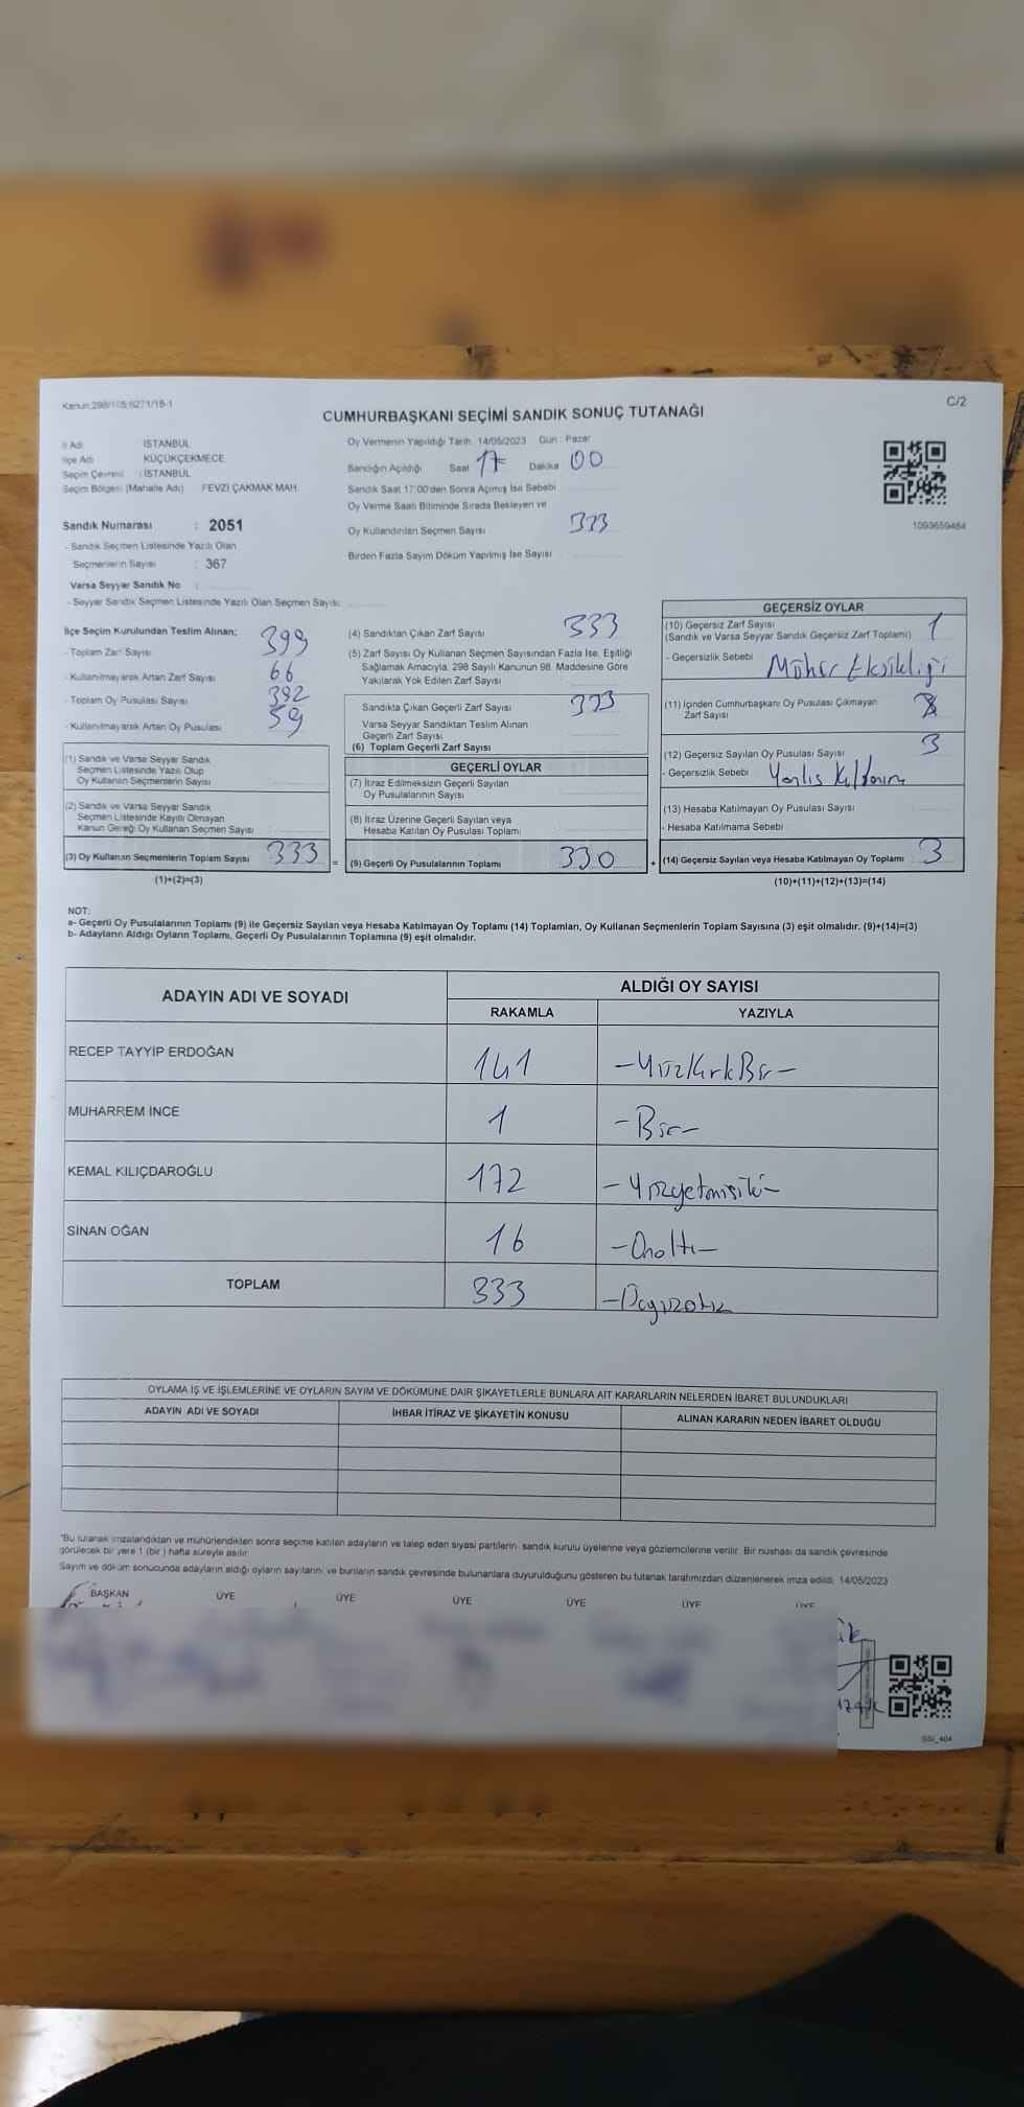 Kanun:298/105;6271/18-1
C/2
CUMHURBAŞKANI SEÇİMİ SANDIK SONUÇ TUTANAĞI
İl Adı İSTANBUL
İlçe Adı KÜÇÜKÇEKMECE
Seçim Çevresi : İSTANBUL
Seçim Bölgesi (Mahalle Adı) FEVZİ ÇAKMAK MAH.
Sandık Numarası : 2051
- Sandık Seçmen Listesinde Yazılı Olan
Seçmenlerin Sayısı : 367
Varsa Seyyar Sandık No :
- Seyyar Sandık Seçmen Listesinde Yazılı Olan Seçmen Sayısı:
Oy Vermenin Yapıldığı Tarih: 14/05/2023 Gün: Pazar
Sandığın Açıldığı Saat 17 Dakika 00
Sandık Saat 17:00'den Sonra Açılmış İse Sebebi
Oy Verme Saati Bitiminde Sırada Bekleyen ve
Oy Kullandırılan Seçmen Sayısı 333
Birden Fazla Sayım Döküm Yapılmış İse Sayısı
1093659464
İlçe Seçim Kurulundan Teslim Alınan;
- Toplam Zarf Sayısı 399
- Kullanılmayarak Artan Zarf Sayısı 66
- Toplam Oy Pusulası Sayısı 392
- Kullanılmayarak Artan Oy Pusulası 59
(1) Sandık ve Varsa Seyyar Sandık
Seçmen Listesinde Yazılı Olup
Oy Kullanan Seçmenlerin Sayısı
(2) Sandık ve Varsa Seyyar Sandık
Seçmen Listesinde Kayıtlı Olmayan
Kanun Gereği Oy Kullanan Seçmen Sayısı
(3) Oy Kullanan Seçmenlerin Toplam Sayısı 333 =
(1)+(2)=(3)
(4) Sandıktan Çıkan Zarf Sayısı 333
(5) Zarf Sayısı Oy Kullanan Seçmen Sayısından Fazla İse, Eşitliği
Sağlamak Amacıyla, 298 Sayılı Kanunun 98. Maddesine Göre
Yakılarak Yok Edilen Zarf Sayısı
Sandıkta Çıkan Geçerli Zarf Sayısı 333
Varsa Seyyar Sandıktan Teslim Alınan
Geçerli Zarf Sayısı
(6) Toplam Geçerli Zarf Sayısı
GEÇERLİ OYLAR
(7) İtiraz Edilmeksizin Geçerli Sayılan
Oy Pusulalarının Sayısı
(8) İtiraz Üzerine Geçerli Sayılan veya
Hesaba Katılan Oy Pusulası Toplamı
(9) Geçerli Oy Pusulalarının Toplamı 330 +
GEÇERSİZ OYLAR
(10) Geçersiz Zarf Sayısı 1
(Sandık ve Varsa Seyyar Sandık Geçersiz Zarf Toplamı)
- Geçersizlik Sebebi Mühür Eksikliği
(11) İçinden Cumhurbaşkanı Oy Pusulası Çıkmayan
Zarf Sayısı
(12) Geçersiz Sayılan Oy Pusulası Sayısı 3
- Geçersizlik Sebebi Yanlış
(13) Hesaba Katılmayan Oy Pusulası Sayısı
- Hesaba Katılmama Sebebi
(14) Geçersiz Sayılan veya Hesaba Katılmayan Oy Toplamı 3
(10)+(11)+(12)+(13)=(14)
NOT:
a- Geçerli Oy Pusulalarının Toplamı (9) ile Geçersiz Sayılan veya Hesaba Katılmayan Oy Toplamı (14) Toplamları, Oy Kullanan Seçmenlerin Toplam Sayısına (3) eşit olmalıdır. (9)+(14)=(3)
b- Adayların Aldığı Oyların Toplamı, Geçerli Oy Pusulalarının Toplamına (9) eşit olmalıdır.
ADAYIN ADI VE SOYADI ALDIĞI OY SAYISI
RAKAMLA YAZIYLA
RECEP TAYYİP ERDOĞAN 141 -YüzKırkBir-
MUHARREM İNCE 1 -Bir-
KEMAL KILIÇDAROĞLU 172 -Yüzyetmişiki-
SİNAN OĞAN 16 -Onaltı-
TOPLAM 333
OYLAMA İŞ VE İŞLEMLERİNE VE OYLARIN SAYIM VE DÖKÜMÜNE DAİR ŞİKAYETLERLE BUNLARA AİT KARARLARIN NELERDEN İBARET BULUNDUKLARI
ADAYIN ADI VE SOYADI İHBAR İTİRAZ VE ŞİKAYETİN KONUSU ALINAN KARARIN NEDEN İBARET OLDUĞU
*Bu tutanak imzalandıktan ve mühürlendikten sonra seçime katılan adayların ve talep eden siyasi partilerin sandık kurulu üyelerine veya gözlemcilerine verilir. Bir nüshası da sandık çevresinde
görülecek bir yere 1 (bir) hafta süreyle asılır.
Sayım ve döküm sonucunda adayların aldığı oyların sayılarını ve bunların sandık çevresinde bulunanlara duyurulduğunu gösteren bu tutanak tarafımızdan düzenlenerek imza edildi. 14/05/2023
BAŞKAN ÜYE ÜYE ÜYE ÜYE ÜYE ÜYE